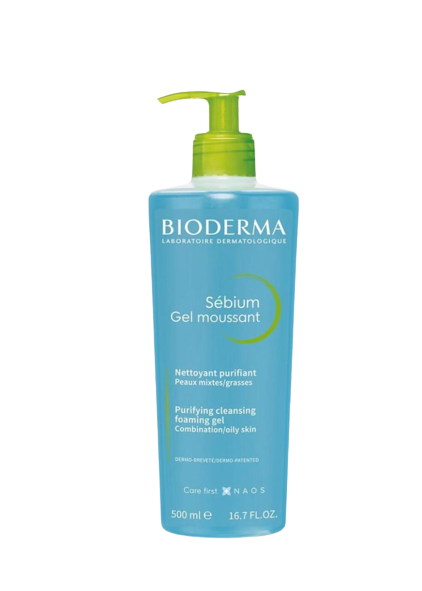 BIODERMA
LABORATOIRE DERMATOLOGIQUE
Sébium
Gel moussant
Nettoyant purifiant
Peaux mixtes/grasses
Purifying cleansing
foaming gel
Combination/oily skin
DERMO-BREVETÉ/DERMO-PATENTED
Care first NAOS
500 ml ℮ 16.7 FL.OZ.